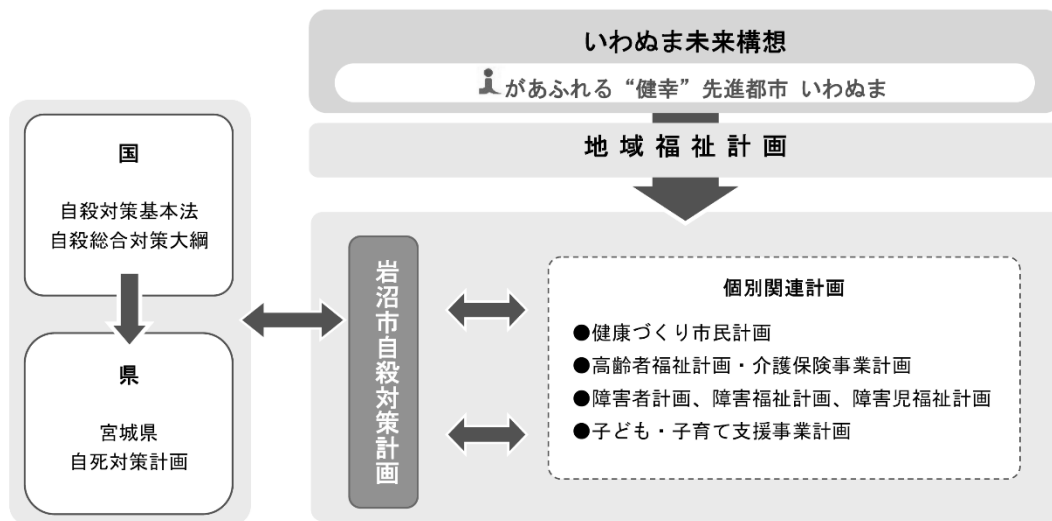 いわぬま未来構想
iがあふれる“健幸”先進都市 いわぬま
地域福祉計画
国
自殺対策基本法
自殺総合対策大綱
県
宮城県
自死対策計画
岩沼市自殺対策計画
個別関連計画
●健康づくり市民計画
●高齢者福祉計画・介護保険事業計画
●障害者計画、障害福祉計画、障害児福祉計画
●子ども・子育て支援事業計画